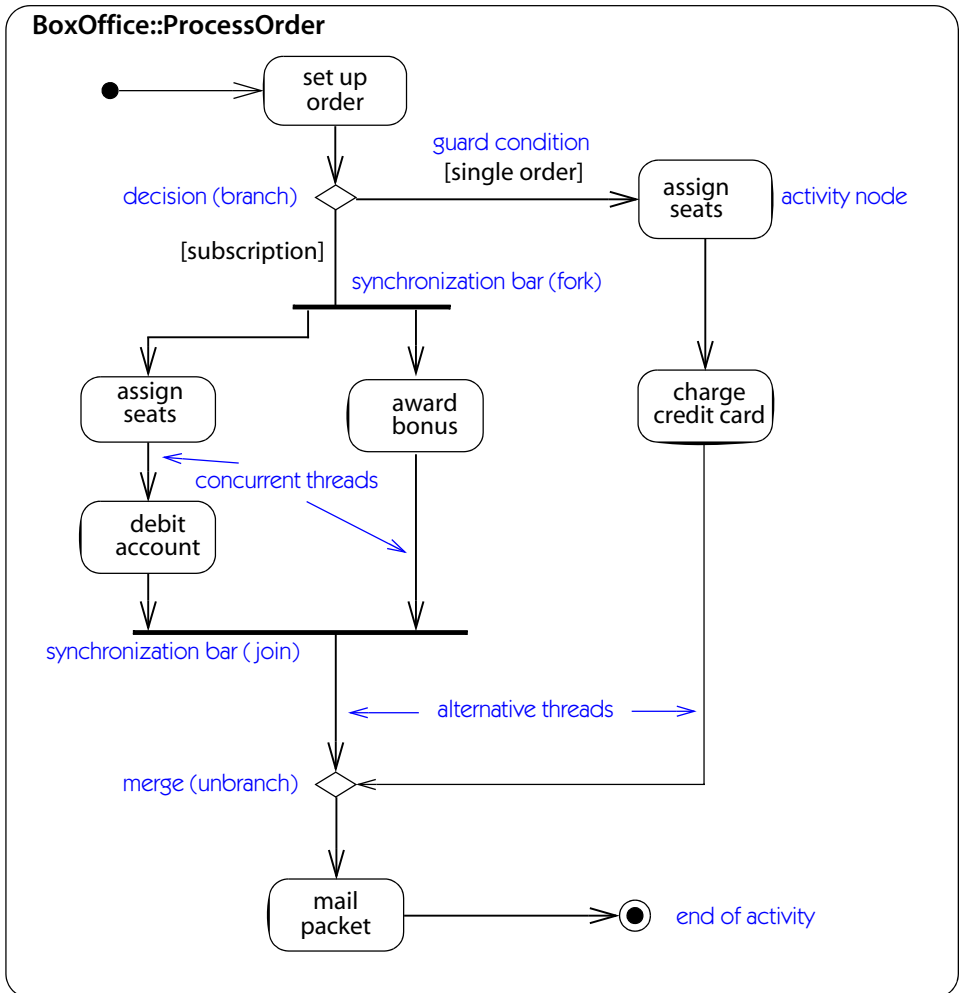 BoxOffice::ProcessOrder
set up
order
guard condition
[single order]
decision (branch)
assign
seats
activity node
[subscription]
synchronization bar (fork)
assign
seats
award
bonus
charge
credit card
concurrent threads
debit
account
synchronization bar (join)
alternative threads
merge (unbranch)
mail
packet
end of activity